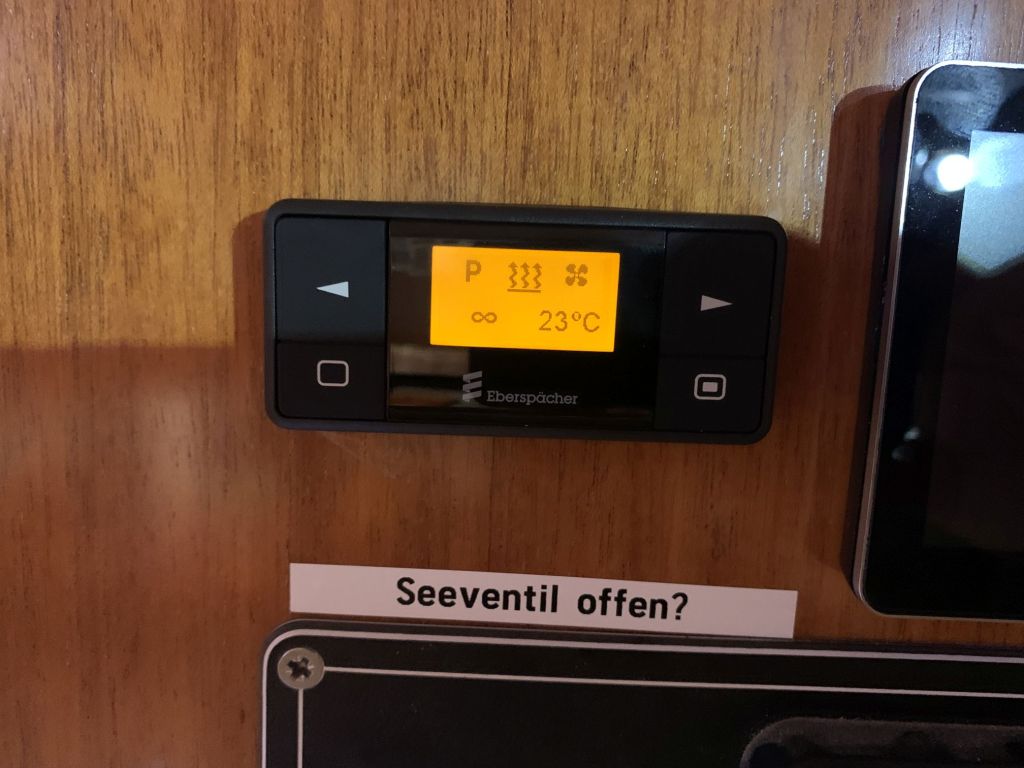 P
∞ 23°C
Eberspächer
Seeventil offen?